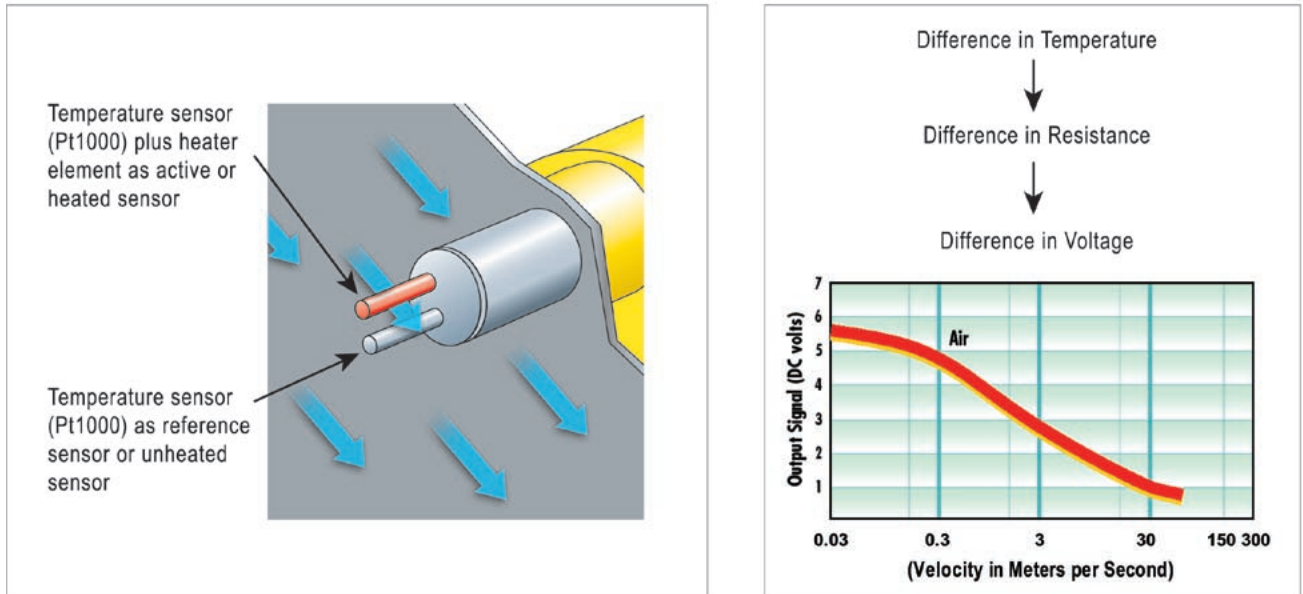 Temperature sensor
(Pt1000) plus heater
element as active or
heated sensor
Temperature sensor
(Pt1000) as reference
sensor or unheated
sensor
Difference in Temperature
Difference in Resistance
Difference in Voltage
Output Signal (DC volts)
7
6
5
4
3
2
1
Air
0.03 0.3 3 30 150 300
(Velocity in Meters per Second)